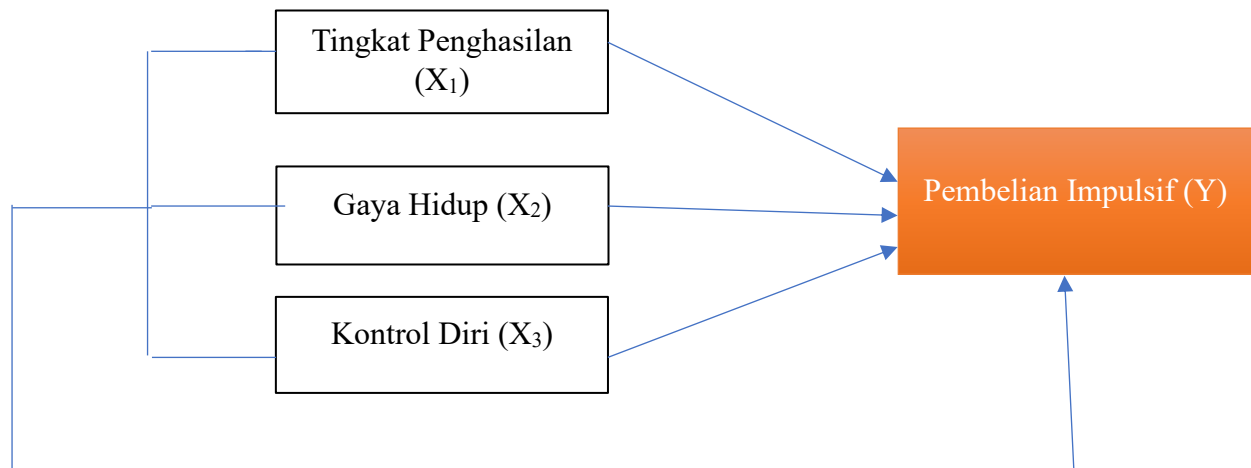 Tingkat Penghasilan
(X₁)
Gaya Hidup (X₂)
Pembelian Impulsif (Y)
Kontrol Diri (X₃)